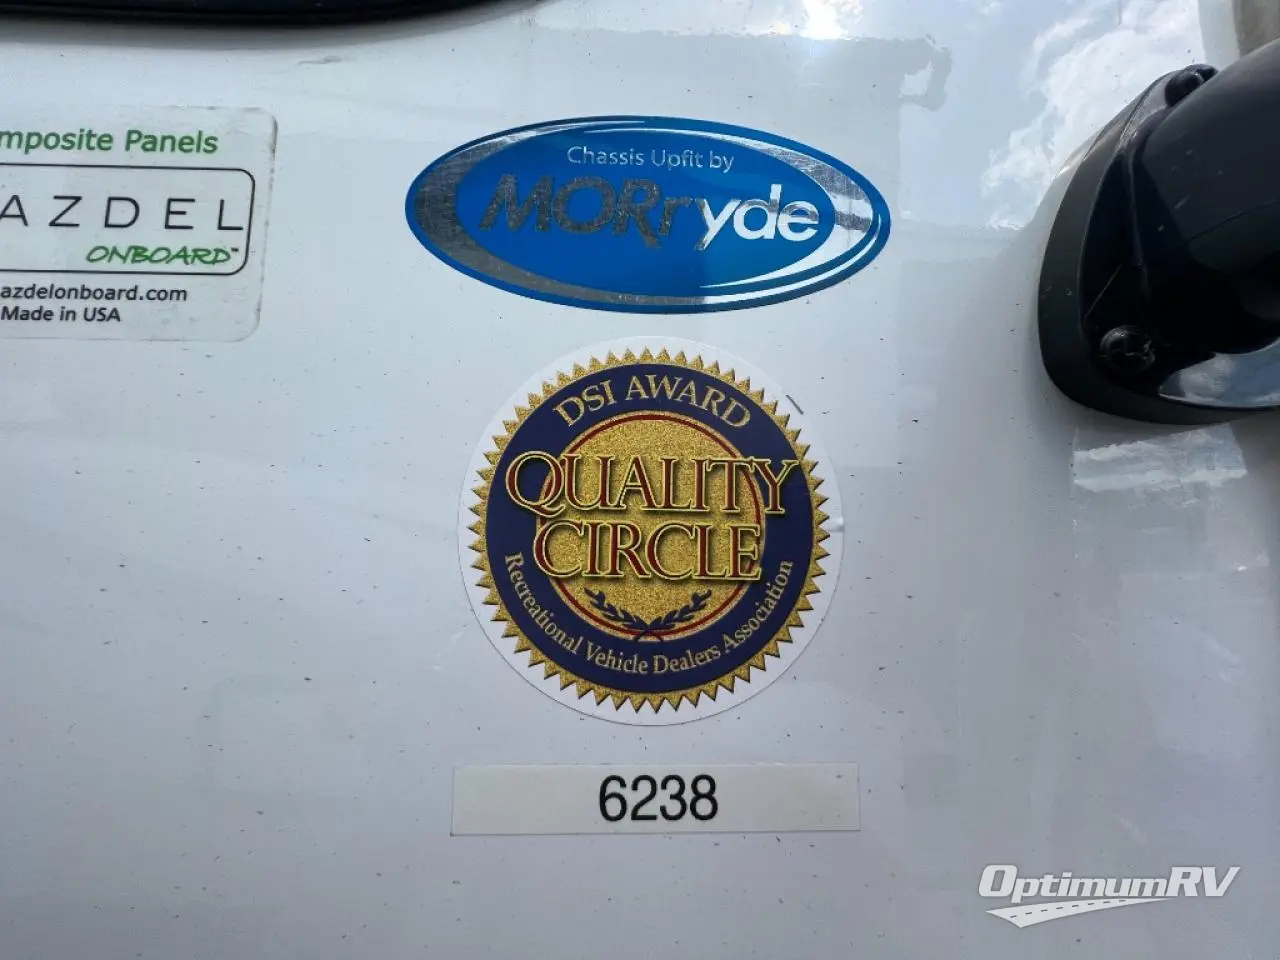 mposite Panels
AZDEL
ONBOARD™
azdelonboard.com
Made in USA
Chassis Upfit by
MORryde
DSI AWARD
QUALITY
CIRCLE
Recreational Vehicle Dealers Association
6238
OptimumRV